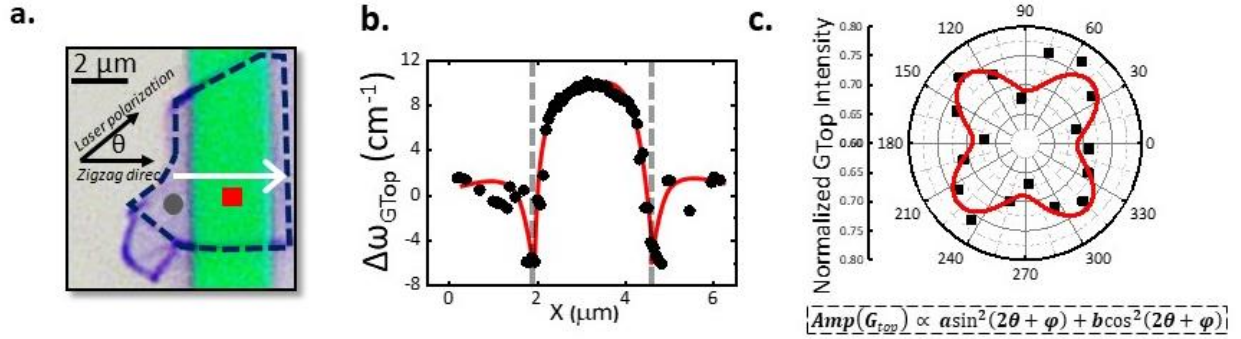 a.
2 μm
Laser polarization
θ
Zigzag direc
b.
Δω_GTop (cm⁻¹)
12
8
4
0
-4
-8
0
2
4
6
X (μm)
c.
Normalized GTop Intensity
0.80
0.75
0.70
0.65
0.60
0.65
0.70
0.75
0.80
90
60
30
0
330
300
270
240
210
180
150
120
Amp(G_top) ∝ asin²(2θ + φ) + bcos²(2θ + φ)